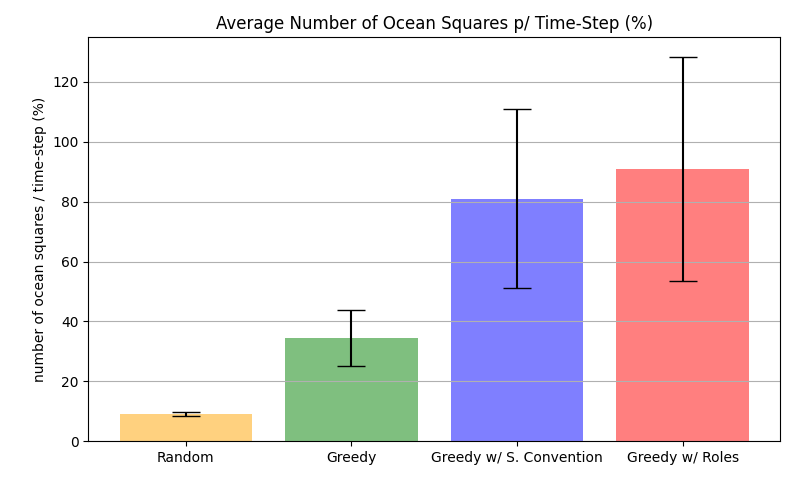 Average Number of Ocean Squares p/ Time-Step (%)
number of ocean squares / time-step (%)
120
100
80
60
40
20
0
Random Greedy Greedy w/ S. Convention Greedy w/ Roles